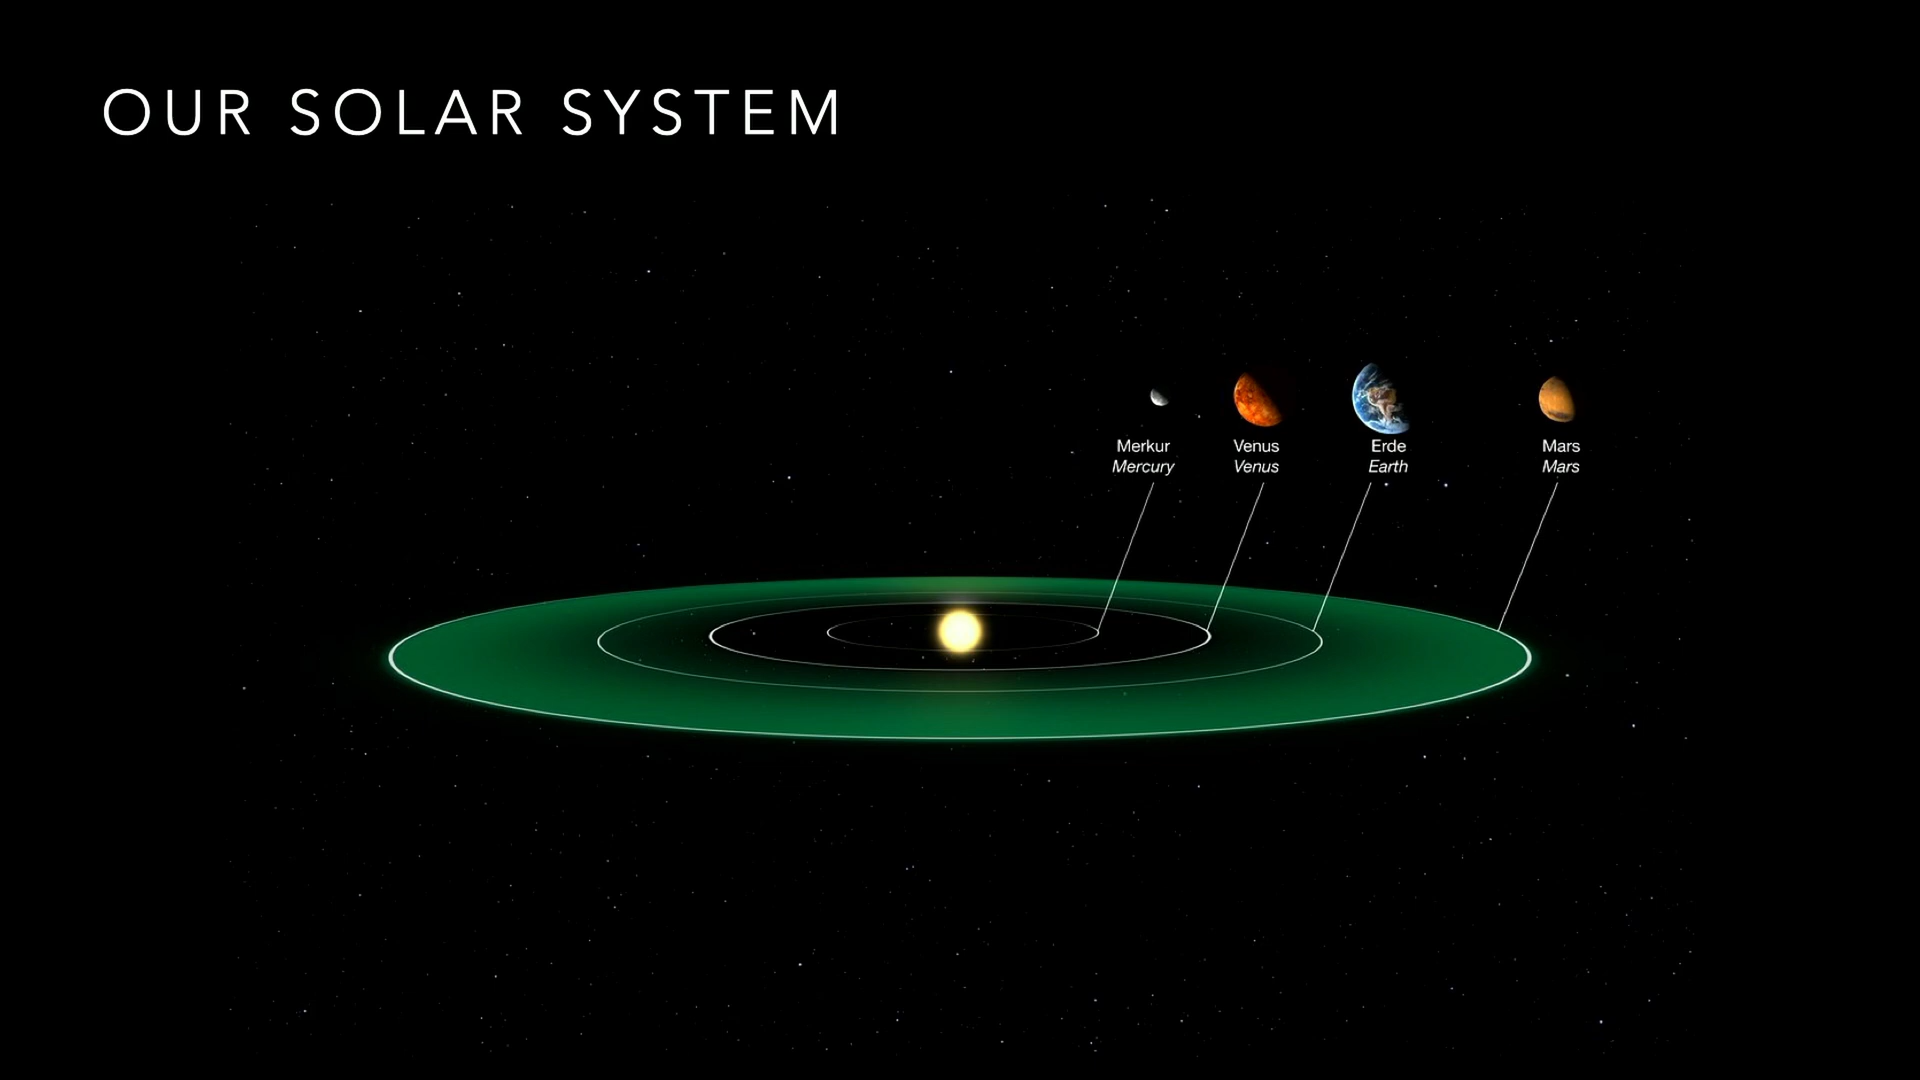 OUR SOLAR SYSTEM
Merkur
Mercury
Venus
Venus
Erde
Earth
Mars
Mars